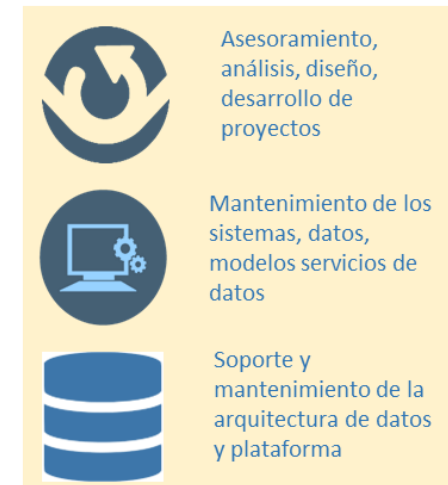 Asesoramiento,
análisis, diseño,
desarrollo de
proyectos
Mantenimiento de los
sistemas, datos,
modelos servicios de
datos
Soporte y
mantenimiento de la
arquitectura de datos
y plataforma